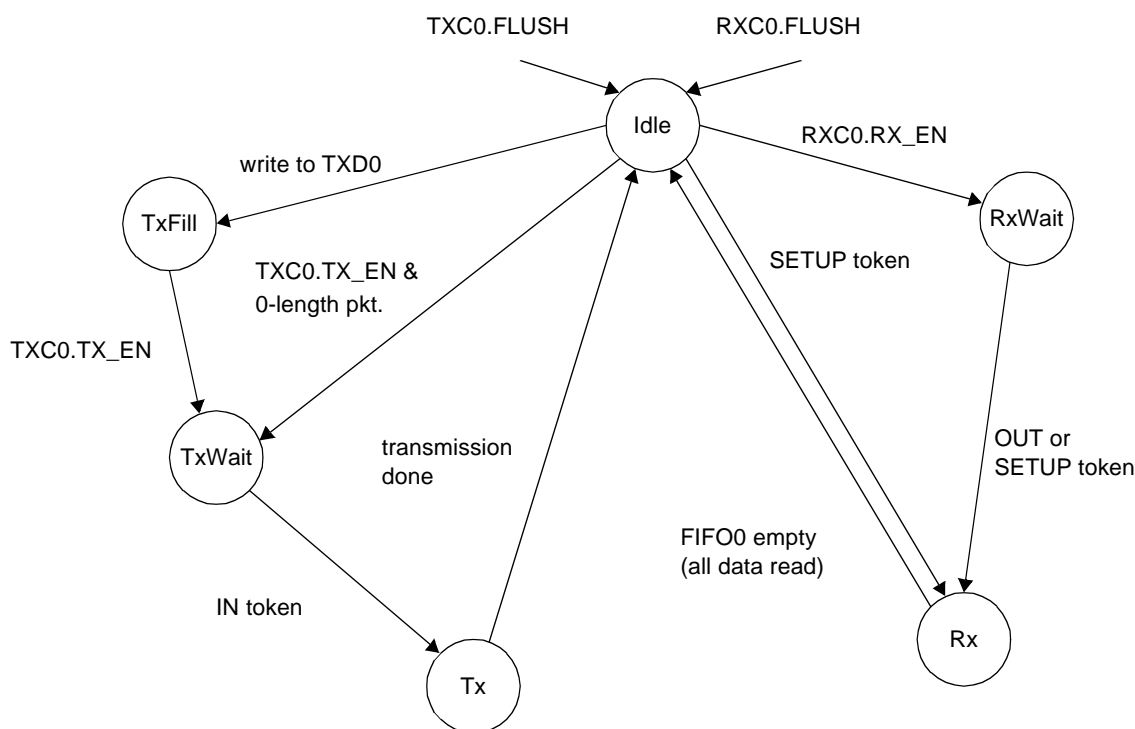 TXC0.FLUSH
RXC0.FLUSH
Idle
RXC0.RX_EN
write to TXD0
TxFill
RxWait
SETUP token
TXC0.TX_EN &
0-length pkt.
TXC0.TX_EN
OUT or
SETUP token
transmission
done
TxWait
FIFO0 empty
(all data read)
IN token
Rx
Tx